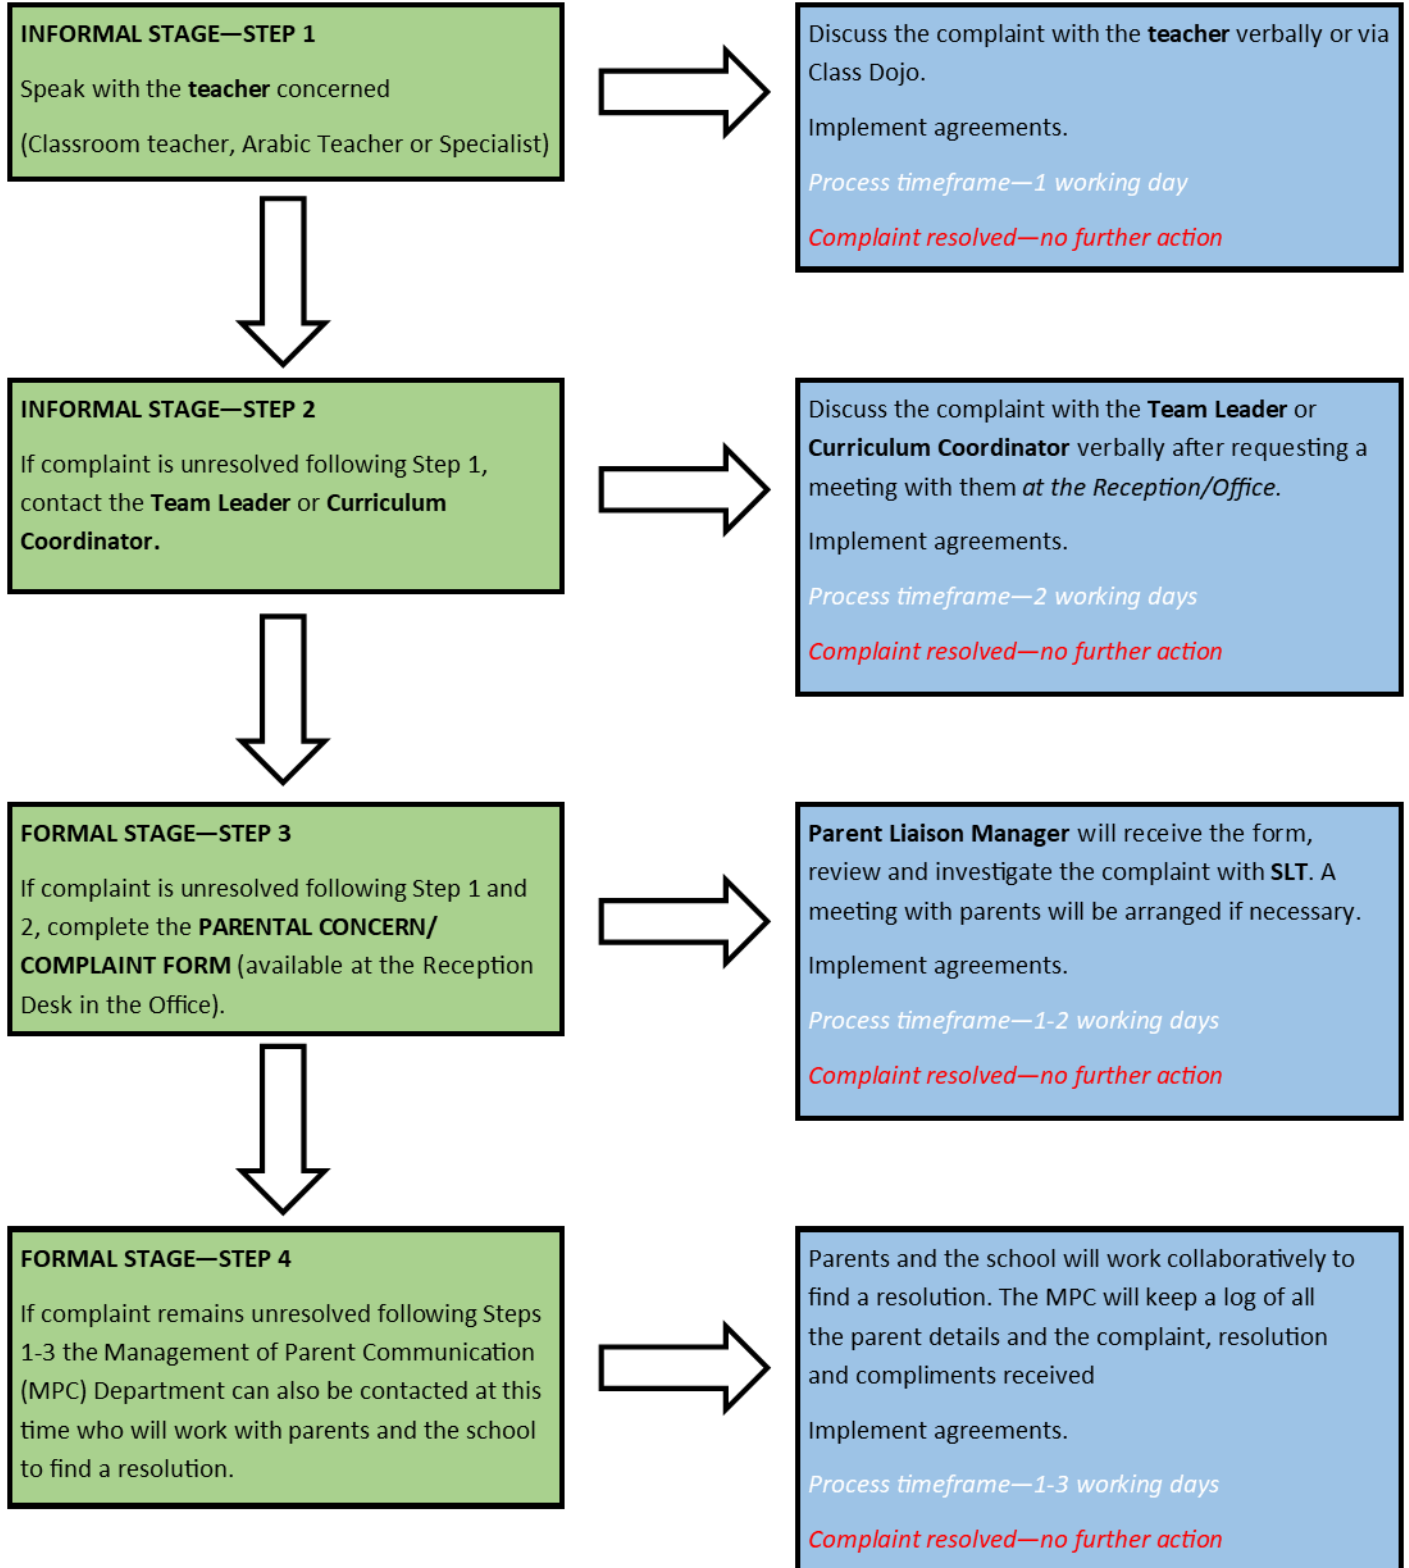 INFORMAL STAGE—STEP 1
Speak with the teacher concerned
(Classroom teacher, Arabic Teacher or Specialist)
Discuss the complaint with the teacher verbally or via
Class Dojo.
Implement agreements.
Process timeframe—1 working day
Complaint resolved—no further action
INFORMAL STAGE—STEP 2
If complaint is unresolved following Step 1,
contact the Team Leader or Curriculum
Coordinator.
Discuss the complaint with the Team Leader or
Curriculum Coordinator verbally after requesting a
meeting with them at the Reception/Office.
Implement agreements.
Process timeframe—2 working days
Complaint resolved—no further action
FORMAL STAGE—STEP 3
If complaint is unresolved following Step 1 and
2, complete the PARENTAL CONCERN/
COMPLAINT FORM (available at the Reception
Desk in the Office).
Parent Liaison Manager will receive the form,
review and investigate the complaint with SLT. A
meeting with parents will be arranged if necessary.
Implement agreements.
Process timeframe—1-2 working days
Complaint resolved—no further action
FORMAL STAGE—STEP 4
If complaint remains unresolved following Steps
1-3 the Management of Parent Communication
(MPC) Department can also be contacted at this
time who will work with parents and the school
to find a resolution.
Parents and the school will work collaboratively to
find a resolution. The MPC will keep a log of all
the parent details and the complaint, resolution
and compliments received
Implement agreements.
Process timeframe—1-3 working days
Complaint resolved—no further action